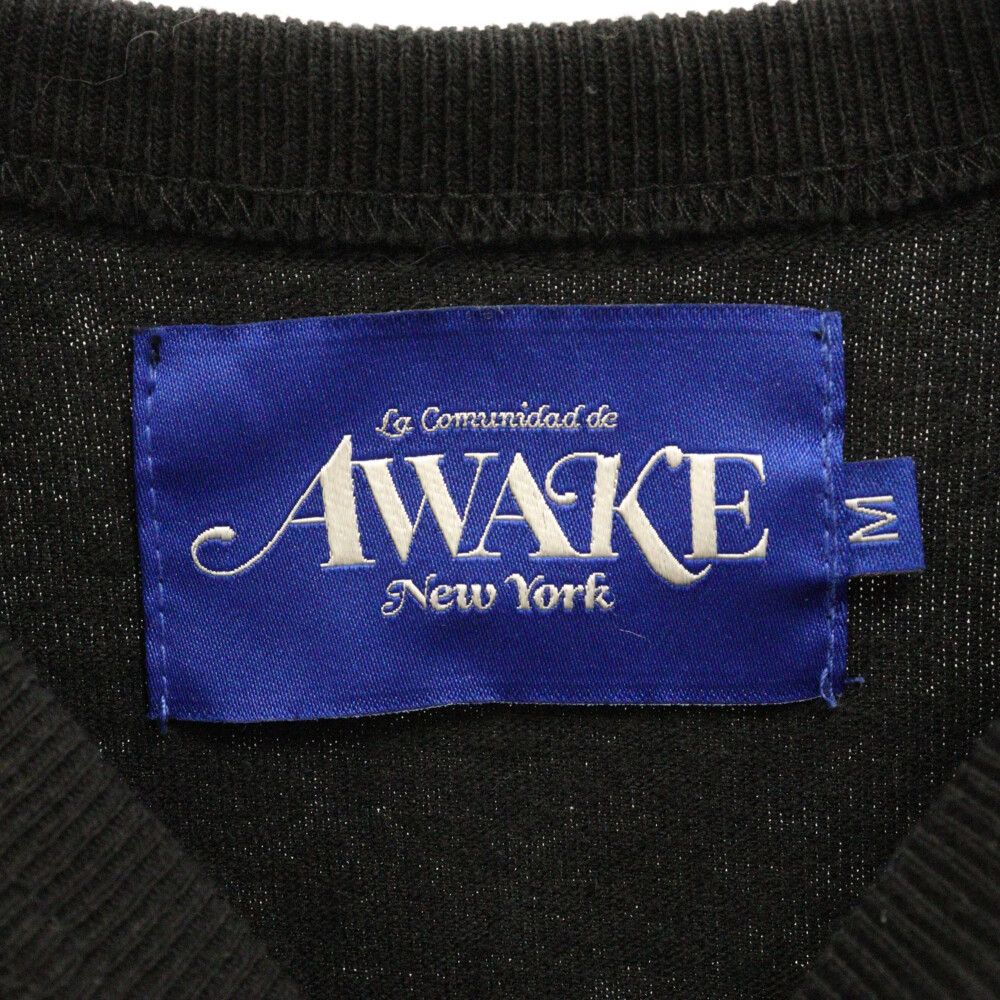 La Comunidad de
AWAKE
New York
M